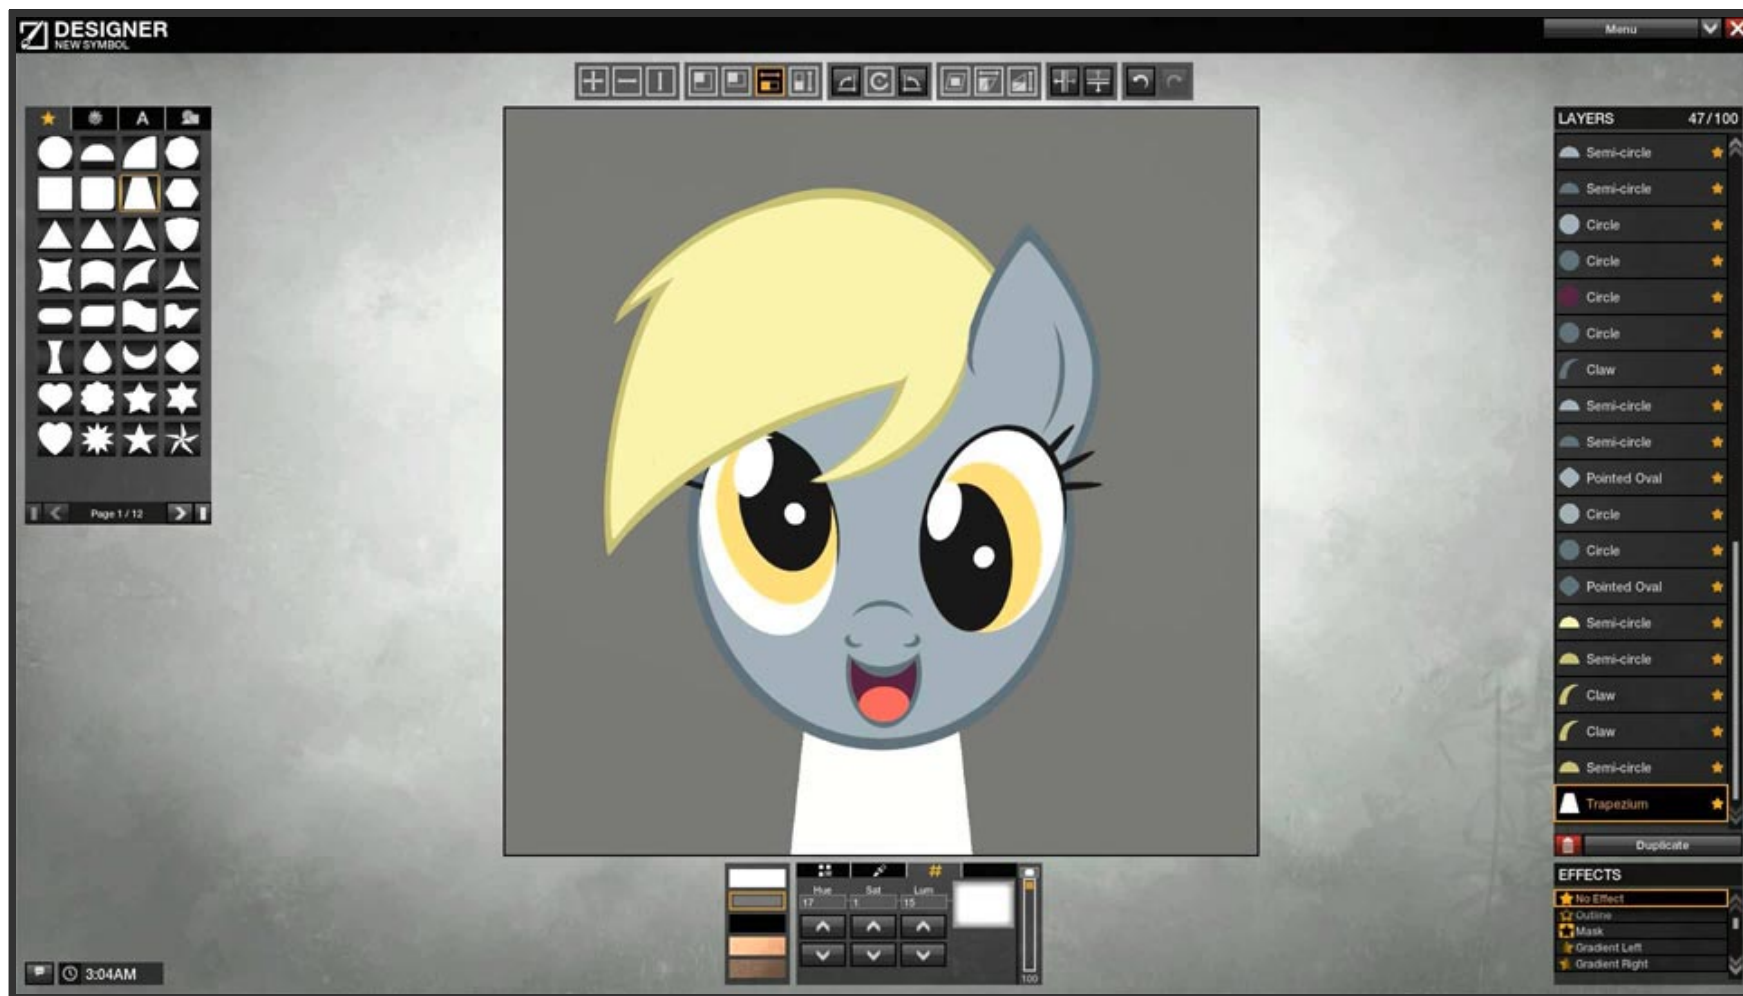 DESIGNER
NEW SYMBOL
Menu
A
LAYERS 47/100
Semi-circle
Semi-circle
Circle
Circle
Circle
Circle
Claw
Semi-circle
Semi-circle
Pointed Oval
Circle
Circle
Pointed Oval
Semi-circle
Semi-circle
Claw
Claw
Semi-circle
Trapezium
Page 1 / 12
Duplicate
EFFECTS
No Effect
Outline
Mask
Gradient Left
Gradient Right
#
Hue Sat Lum
17 1 15
100
3:04AM